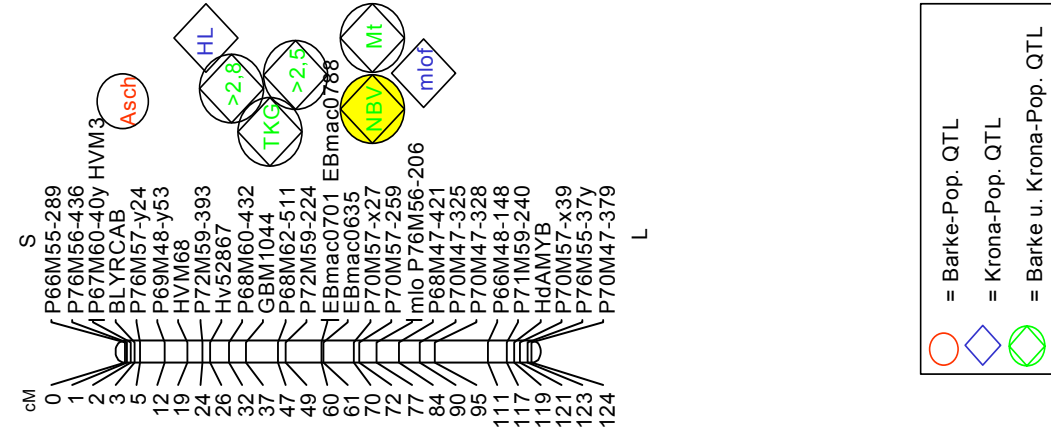 cM
S
0 P66M55-289
1 P76M56-436
2 P67M60-40y HVM3
3 BLYRCAB
5 P76M57-y24
12 P69M48-y53
19 HVM68
24 P72M59-393
26 Hv52867
32 P68M60-432
37 GBM1044
47 P68M62-511
49 P72M59-224
60 EBmac0701 EBmac0788
61 EBmac0635
70 P70M57-x27
72 P70M57-259
77 mlo P76M56-206
84 P68M47-421
90 P70M47-325
95 P70M47-328
111 P66M48-148
117 P71M59-240
119 HdAMYB
121 P70M57-x39
123 P76M55-37y
124 P70M47-379
L
Asch
HL
>2,8
TKG
>2,5
Mt
NBV
mlof
= Barke-Pop. QTL
= Krona-Pop. QTL
= Barke u. Krona-Pop. QTL